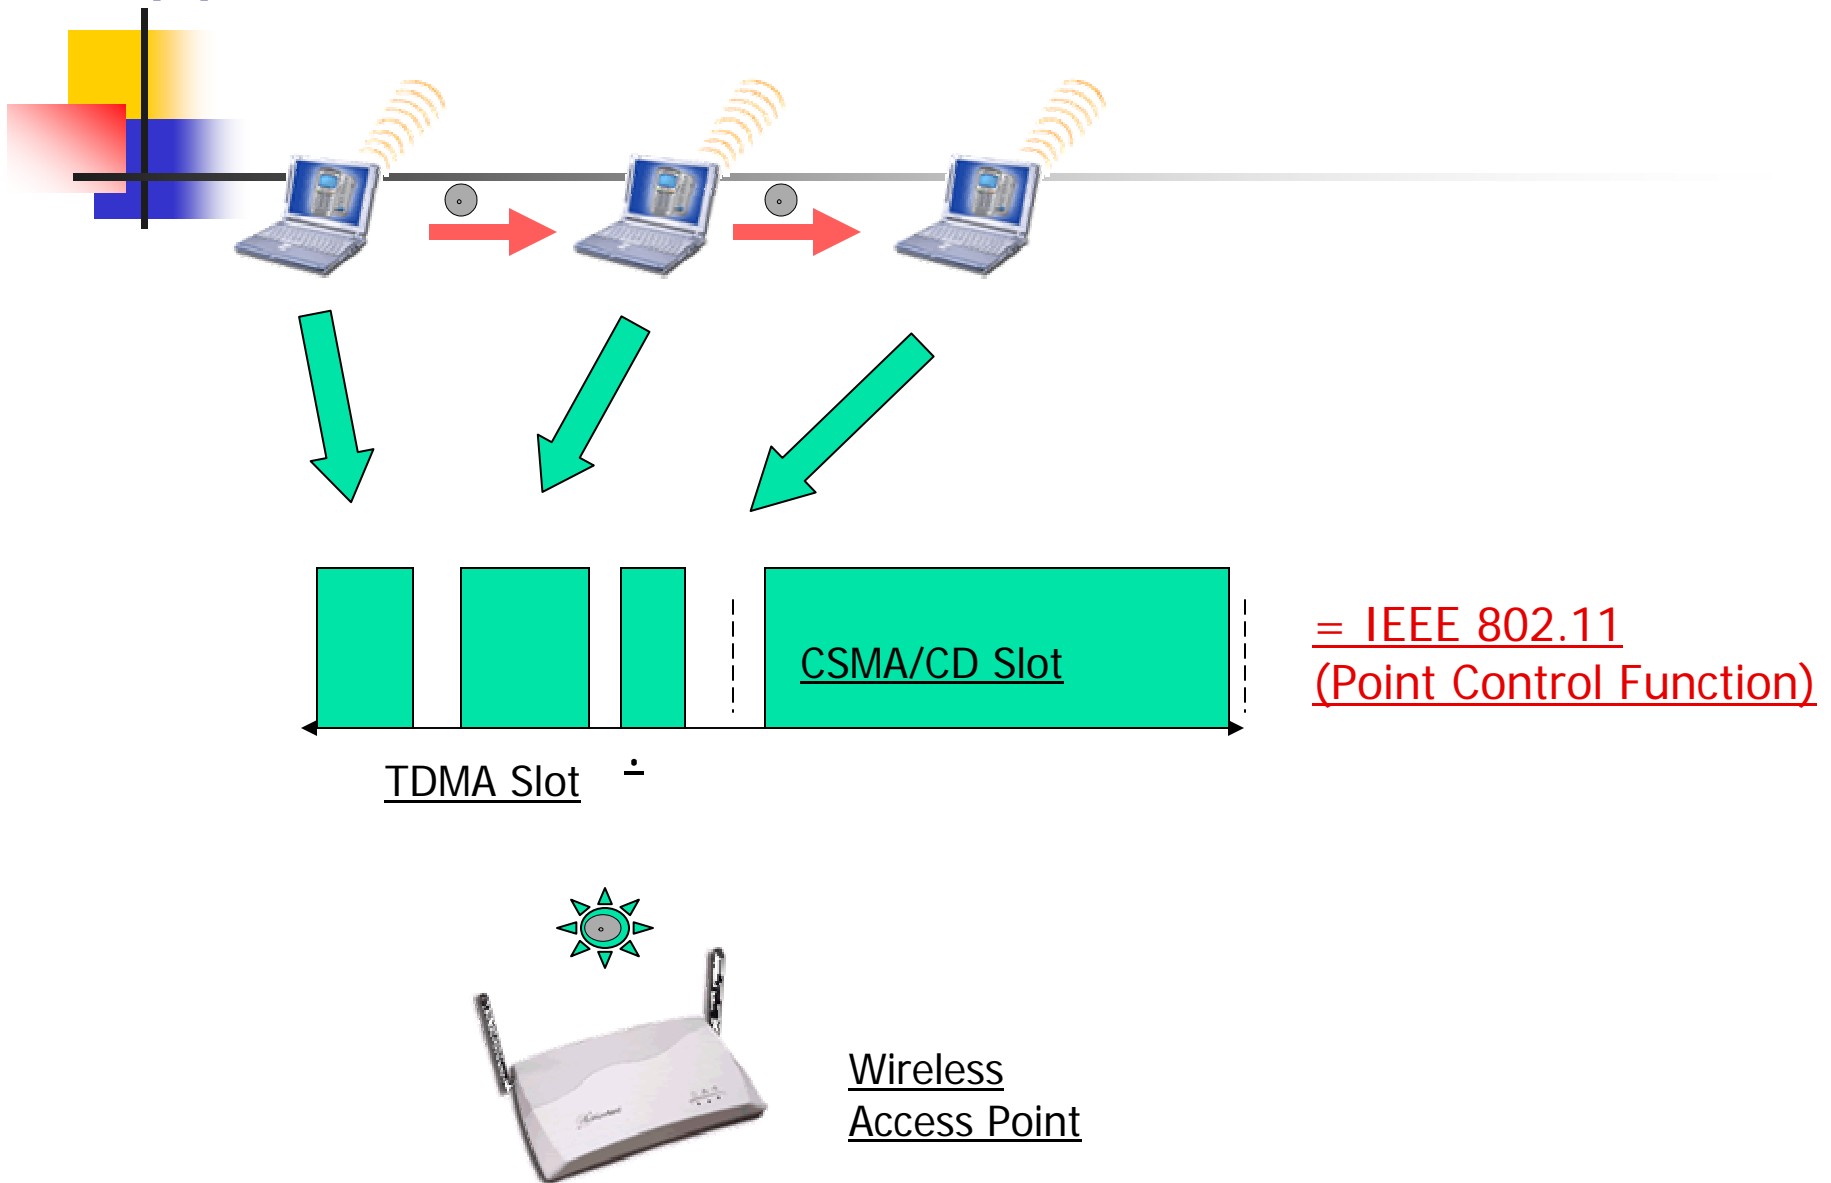 CSMA/CD Slot
= IEEE 802.11
(Point Control Function)
TDMA Slot
.
Wireless
Access Point